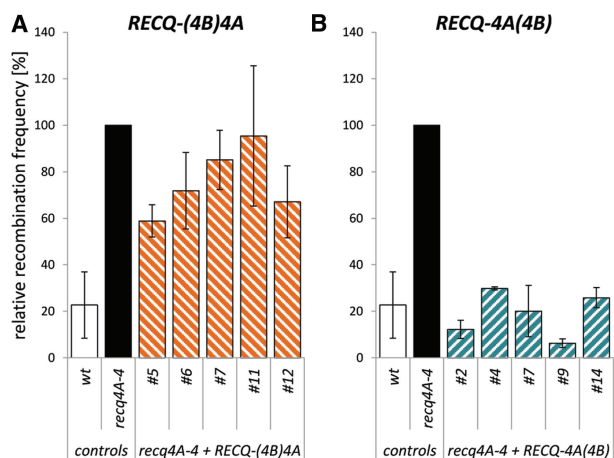 A
RECQ-(4B)4A
relative recombination frequency [%]
140
120
100
80
60
40
20
0
wt
recq4A-4
#5
#6
#7
#11
#12
controls
recq4A-4 + RECQ-(4B)4A
B
RECQ-4A(4B)
140
120
100
80
60
40
20
0
wt
recq4A-4
#2
#4
#7
#9
#14
controls
recq4A-4 + RECQ-4A(4B)